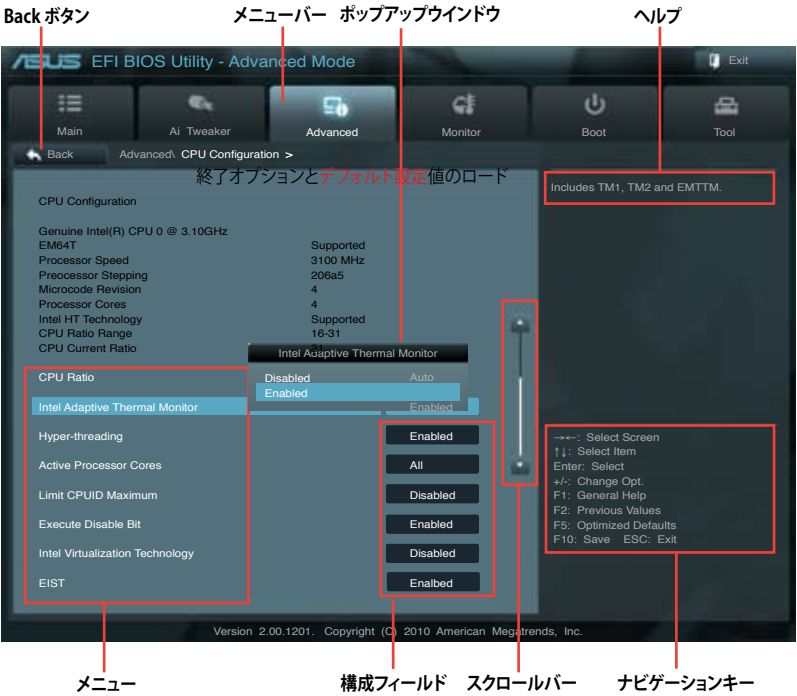 Back ボタン
メニューバー
ポップアップウインドウ
ヘルプ
ASUS EFI BIOS Utility - Advanced Mode
Exit
Main
Ai Tweaker
Advanced
Monitor
Boot
Tool
Back
Advanced\ CPU Configuration >
終了オプションとデフォルト設定値のロード
Includes TM1, TM2 and EMTTM.
CPU Configuration
Genuine Intel(R) CPU 0 @ 3.10GHz
EM64T Supported
Processor Speed 3100 MHz
Preocessor Stepping 206a5
Microcode Revision 4
Processor Cores 4
Intel HT Technology Supported
CPU Ratio Range 16-31
CPU Current Ratio 31
Intel Adaptive Thermal Monitor
CPU Ratio Auto
Disabled
Enabled
Intel Adaptive Thermal Monitor Enabled
Hyper-threading Enabled
Active Processor Cores All
Limit CPUID Maximum Disabled
Execute Disable Bit Enabled
Intel Virtualization Technology Disabled
EIST Enalbed
→←: Select Screen
↑↓: Select Item
Enter: Select
+/-: Change Opt.
F1: General Help
F2: Previous Values
F5: Optimized Defaults
F10: Save ESC: Exit
Version 2.00.1201. Copyright (C) 2010 American Megatrends, Inc.
メニュー
構成フィールド
スクロールバー
ナビゲーションキー